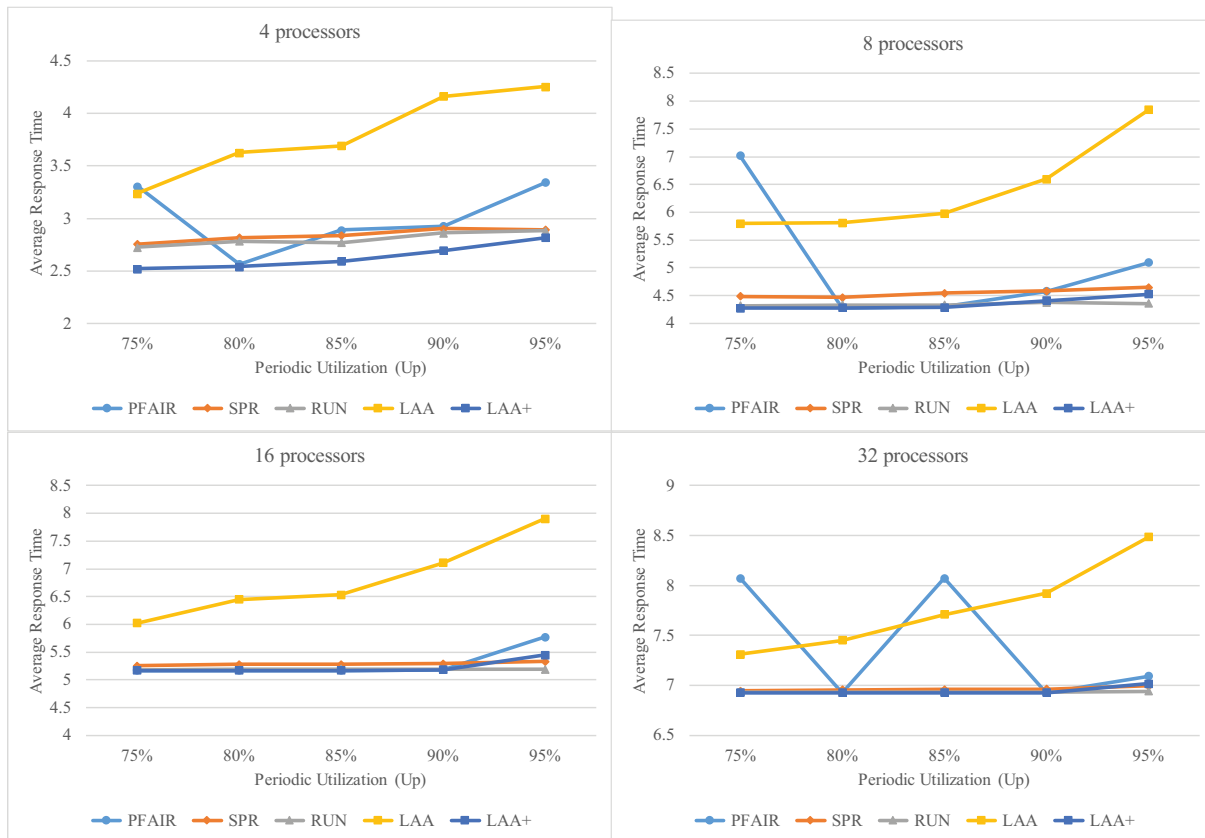 4 processors
4.5
4
3.5
3
2.5
2
Average Response Time
75% 80% 85% 90% 95%
Periodic Utilization (Up)
PFAIR SPR RUN LAA LAA+
8 processors
8.5
8
7.5
7
6.5
6
5.5
5
4.5
4
Average Response Time
75% 80% 85% 90% 95%
Periodic Utilization (Up)
PFAIR SPR RUN LAA LAA+
16 processors
8.5
8
7.5
7
6.5
6
5.5
5
4.5
4
Average Response Time
75% 80% 85% 90% 95%
Periodic Utilization (Up)
PFAIR SPR RUN LAA LAA+
32 processors
9
8.5
8
7.5
7
6.5
Average Response Time
75% 80% 85% 90% 95%
Periodic Utilization (Up)
PFAIR SPR RUN LAA LAA+